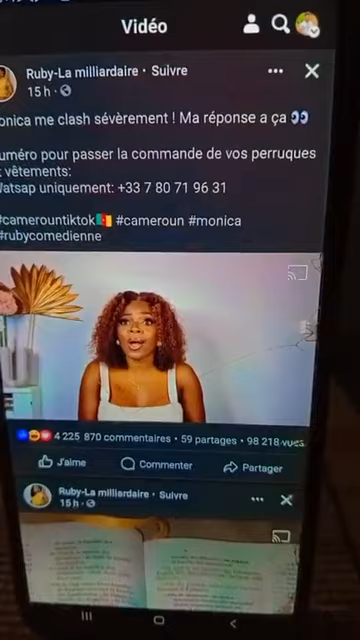 Vidéo
Ruby-La milliardaire · Suivre
15 h ·
onica me clash sévèrement ! Ma réponse a ça 👀
uméro pour passer la commande de vos perruques
t vêtements:
Watsap uniquement: +33 7 80 71 96 31
#camerountiktok🇨🇲 #cameroun #monica
#rubycomedienne
4 225 870 commentaires · 59 partages · 98 218 vues
J'aime
Commenter
Partager
Ruby-La milliardaire · Suivre
15 h ·